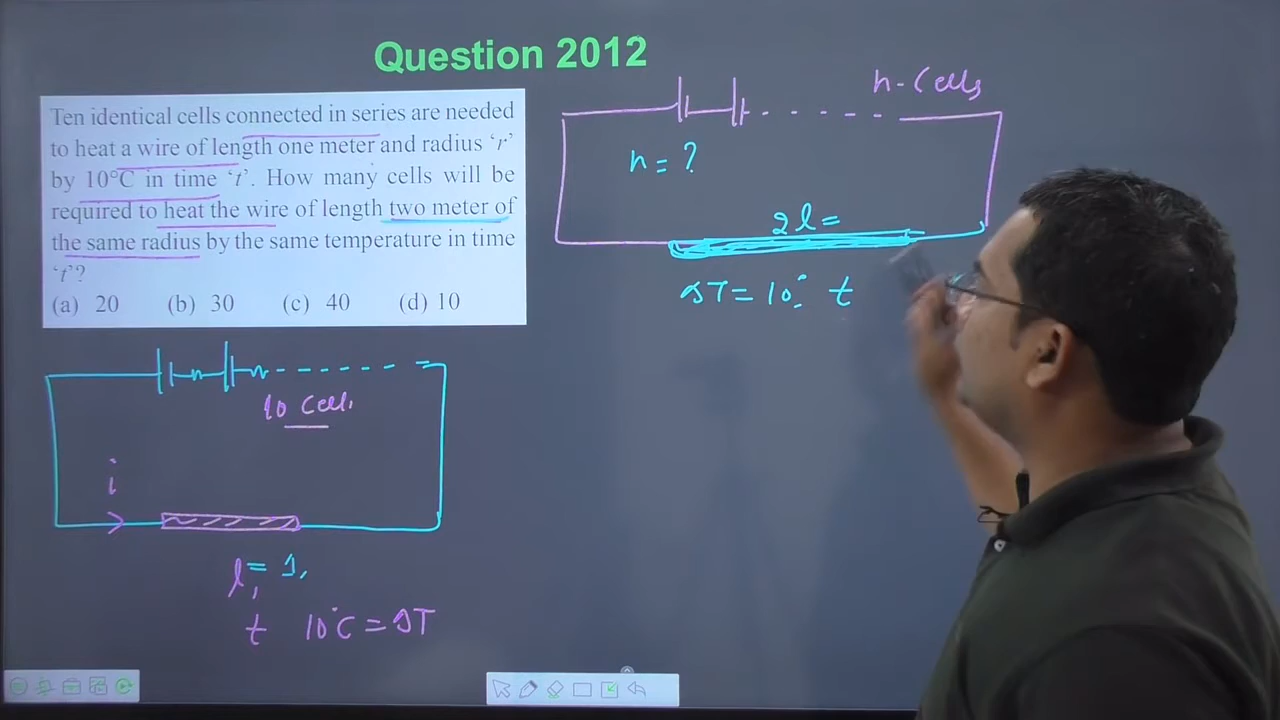 Question 2012
Ten identical cells connected in series are needed
to heat a wire of length one meter and radius ‘r’
by 10°C in time ‘t’. How many cells will be
required to heat the wire of length two meter of
the same radius by the same temperature in time
‘t’?
(a) 20 (b) 30 (c) 40 (d) 10
10 Cell.
i
l₁ = 1,
t 10°C = ΔT
n-Cells
n = ?
2l =
ΔT = 10° t